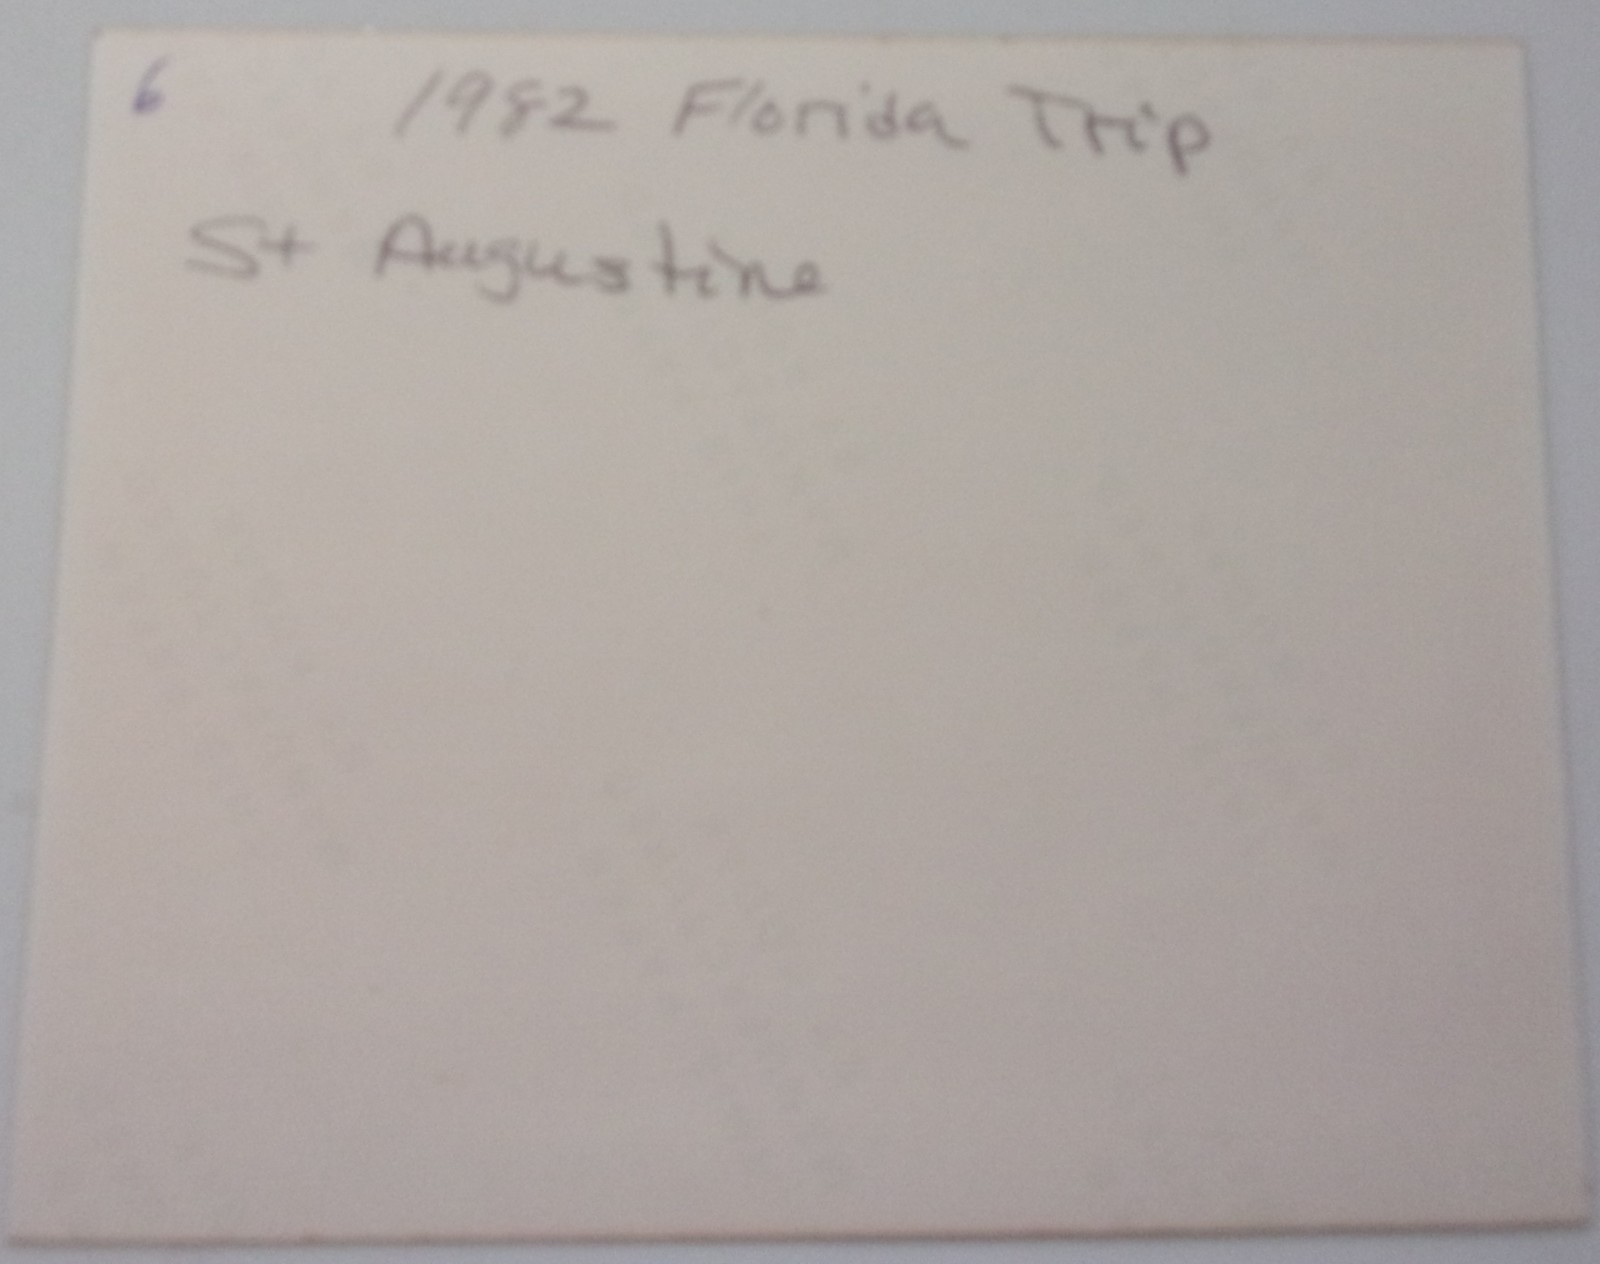 6 1982 Florida Trip
St Augustine